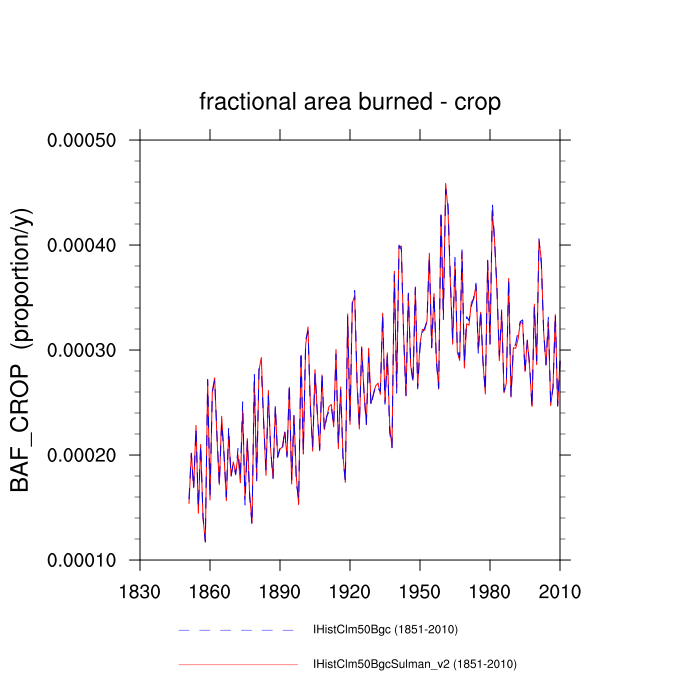 fractional area burned - crop
BAF_CROP (proportion/y)
0.00050
0.00040
0.00030
0.00020
0.00010
1830 1860 1890 1920 1950 1980 2010
IHistClm50Bgc (1851-2010)
IHistClm50BgcSulman_v2 (1851-2010)